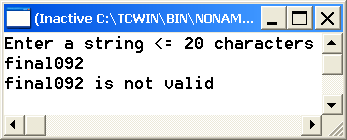 (Inactive C:\TCWIN\BIN\NONAM...
Enter a string <= 20 characters
final092
final092 is not valid